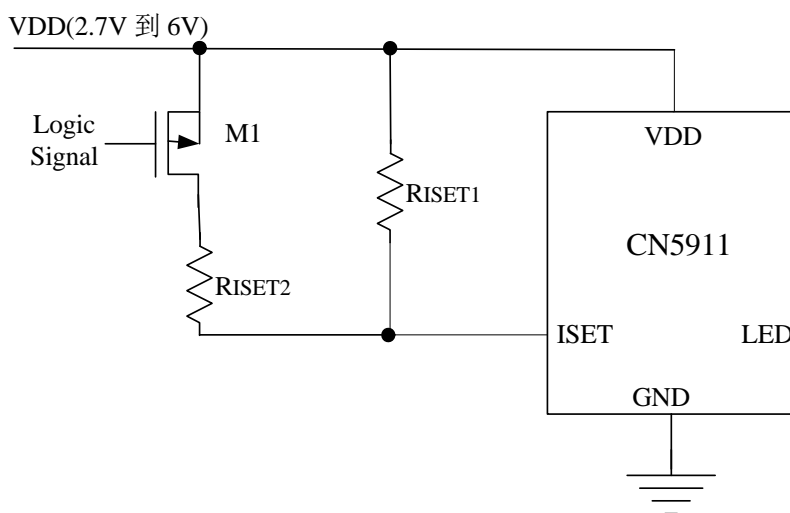 VDD(2.7V 到 6V)
Logic
Signal
M1
RISET1
RISET2
VDD
CN5911
ISET
LED
GND